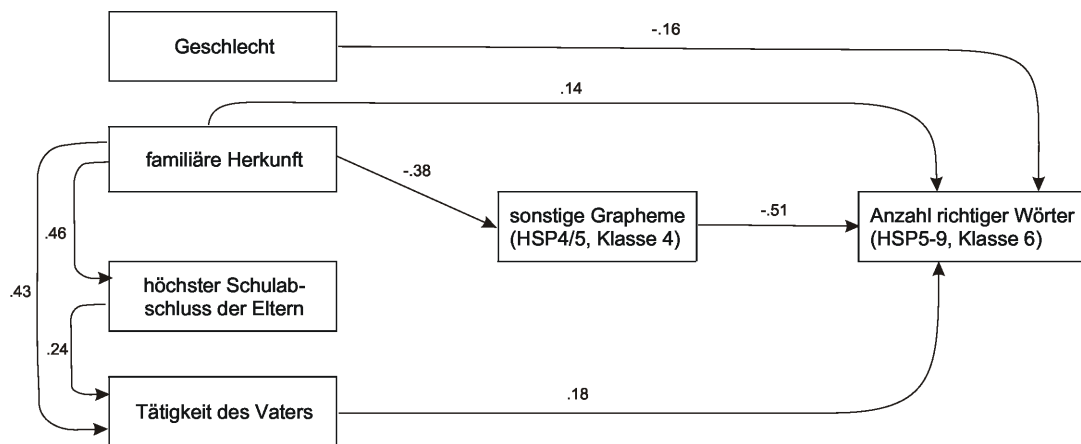 Geschlecht
-.16
.14
familiäre Herkunft
-.38
sonstige Grapheme
(HSP4/5, Klasse 4)
-.51
Anzahl richtiger Wörter
(HSP5-9, Klasse 6)
.46
höchster Schulab-
schluss der Eltern
.43
.24
Tätigkeit des Vaters
.18